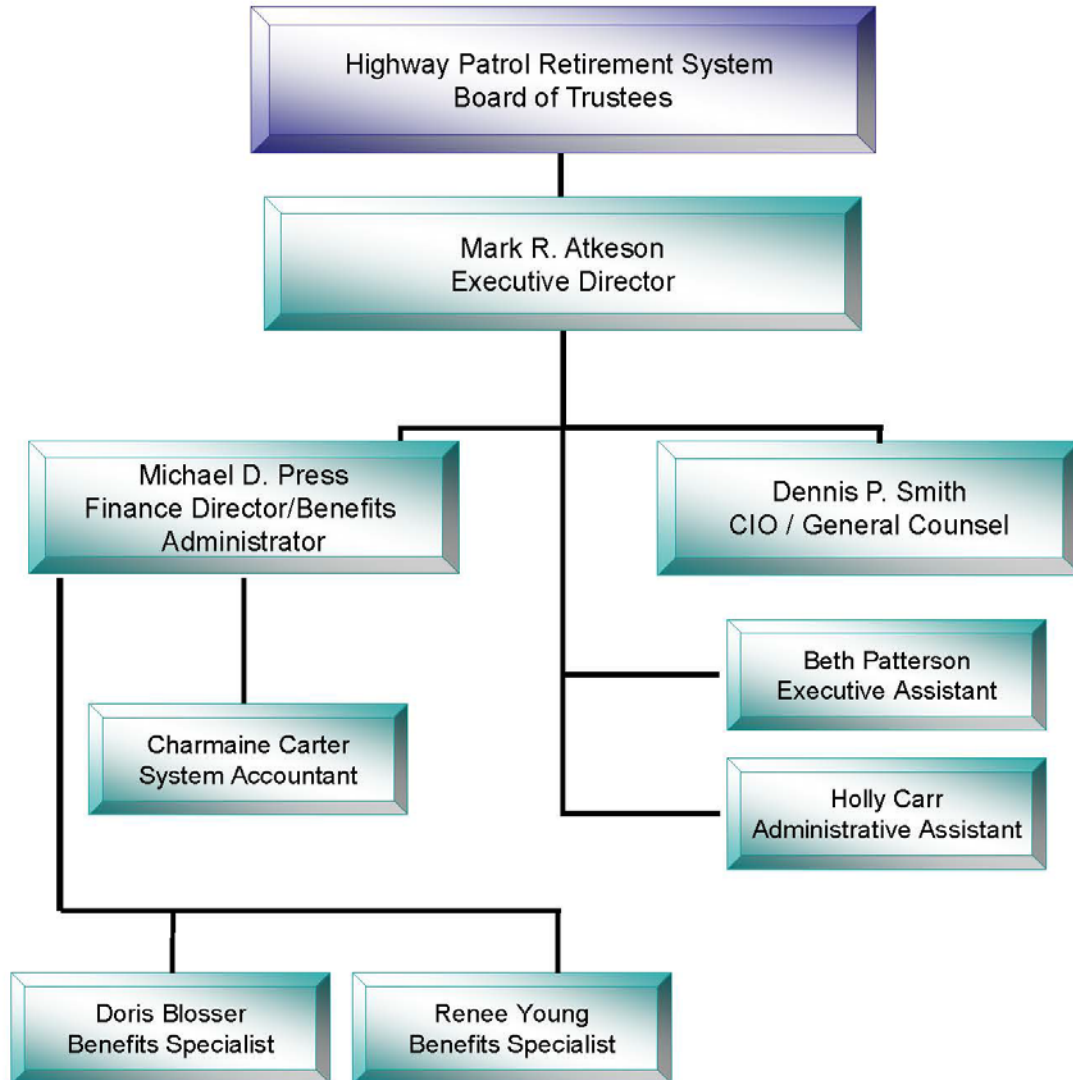 Highway Patrol Retirement System
Board of Trustees
Mark R. Atkeson
Executive Director
Michael D. Press
Finance Director/Benefits
Administrator
Dennis P. Smith
CIO / General Counsel
Beth Patterson
Executive Assistant
Charmaine Carter
System Accountant
Holly Carr
Administrative Assistant
Doris Blosser
Benefits Specialist
Renee Young
Benefits Specialist